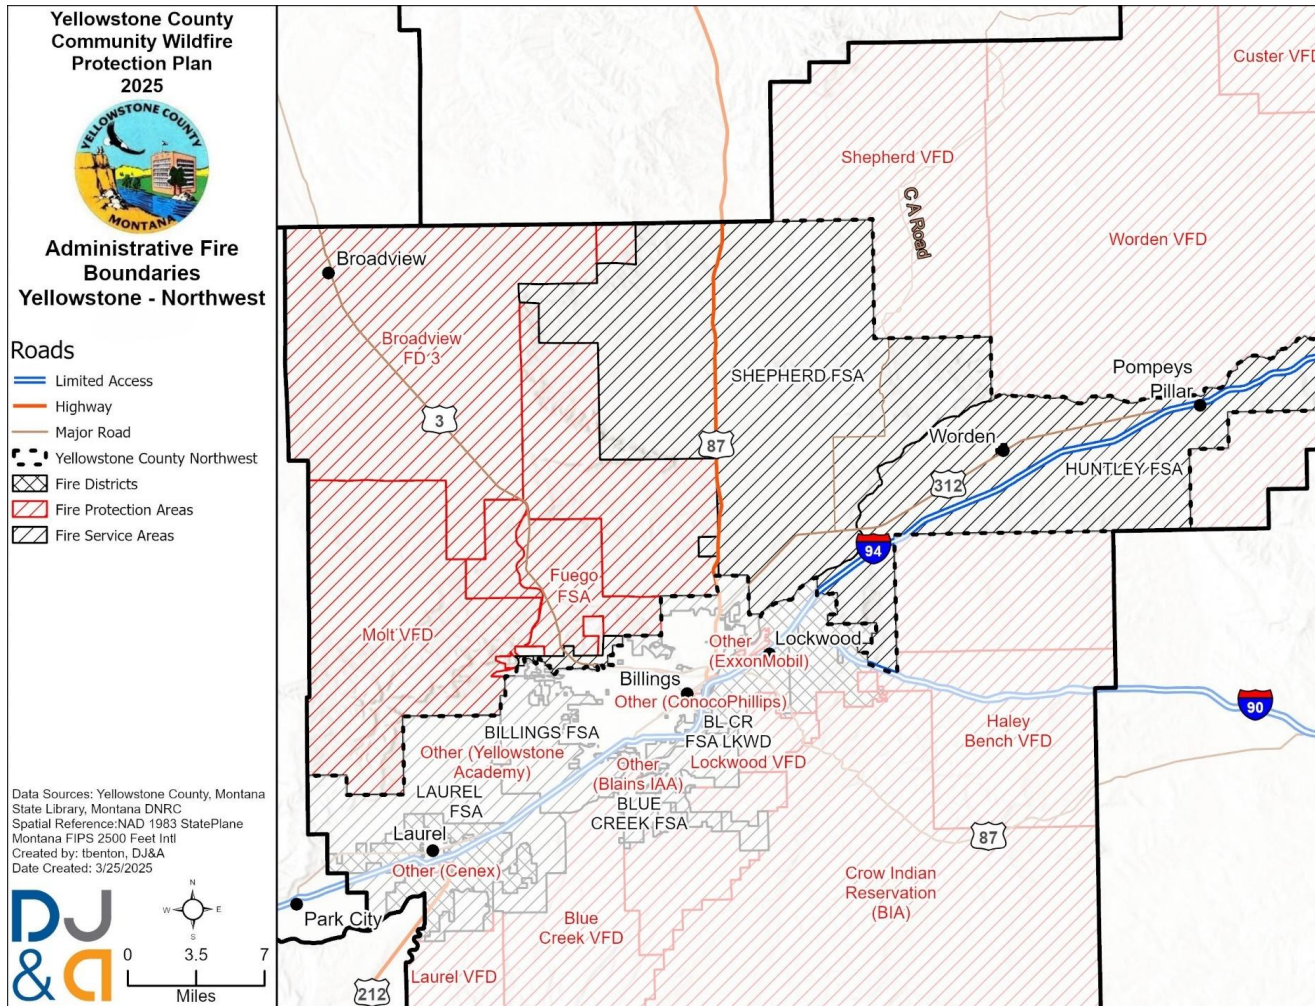 Yellowstone County
Community Wildfire
Protection Plan
2025
YELLOWSTONE COUNTY
MONTANA
Administrative Fire
Boundaries
Yellowstone - Northwest
Roads
Limited Access
Highway
Major Road
Yellowstone County Northwest
Fire Districts
Fire Protection Areas
Fire Service Areas
Data Sources: Yellowstone County, Montana
State Library, Montana DNRC
Spatial Reference:NAD 1983 StatePlane
Montana FIPS 2500 Feet Intl
Created by: tbenton, DJ&A
Date Created: 3/25/2025
DJ
&a
N
W
E
S
0 3.5 7
Miles
Custer VFD
Shepherd VFD
C A Road
Worden VFD
Broadview
Broadview
FD 3
3
SHEPHERD FSA
87
Pompeys
Pillar
Worden
312
HUNTLEY FSA
94
Fuego
FSA
Molt VFD
Other
(ExxonMobil)
Lockwood
Billings
Other (ConocoPhillips)
90
BILLINGS FSA
BL CR
FSA LKWD
Haley
Bench VFD
Other (Yellowstone
Academy)
Other
(Blains IAA)
Lockwood VFD
LAUREL
FSA
BLUE
CREEK FSA
87
Laurel
Other (Cenex)
Crow Indian
Reservation
(BIA)
Park City
Blue
Creek VFD
Laurel VFD
212